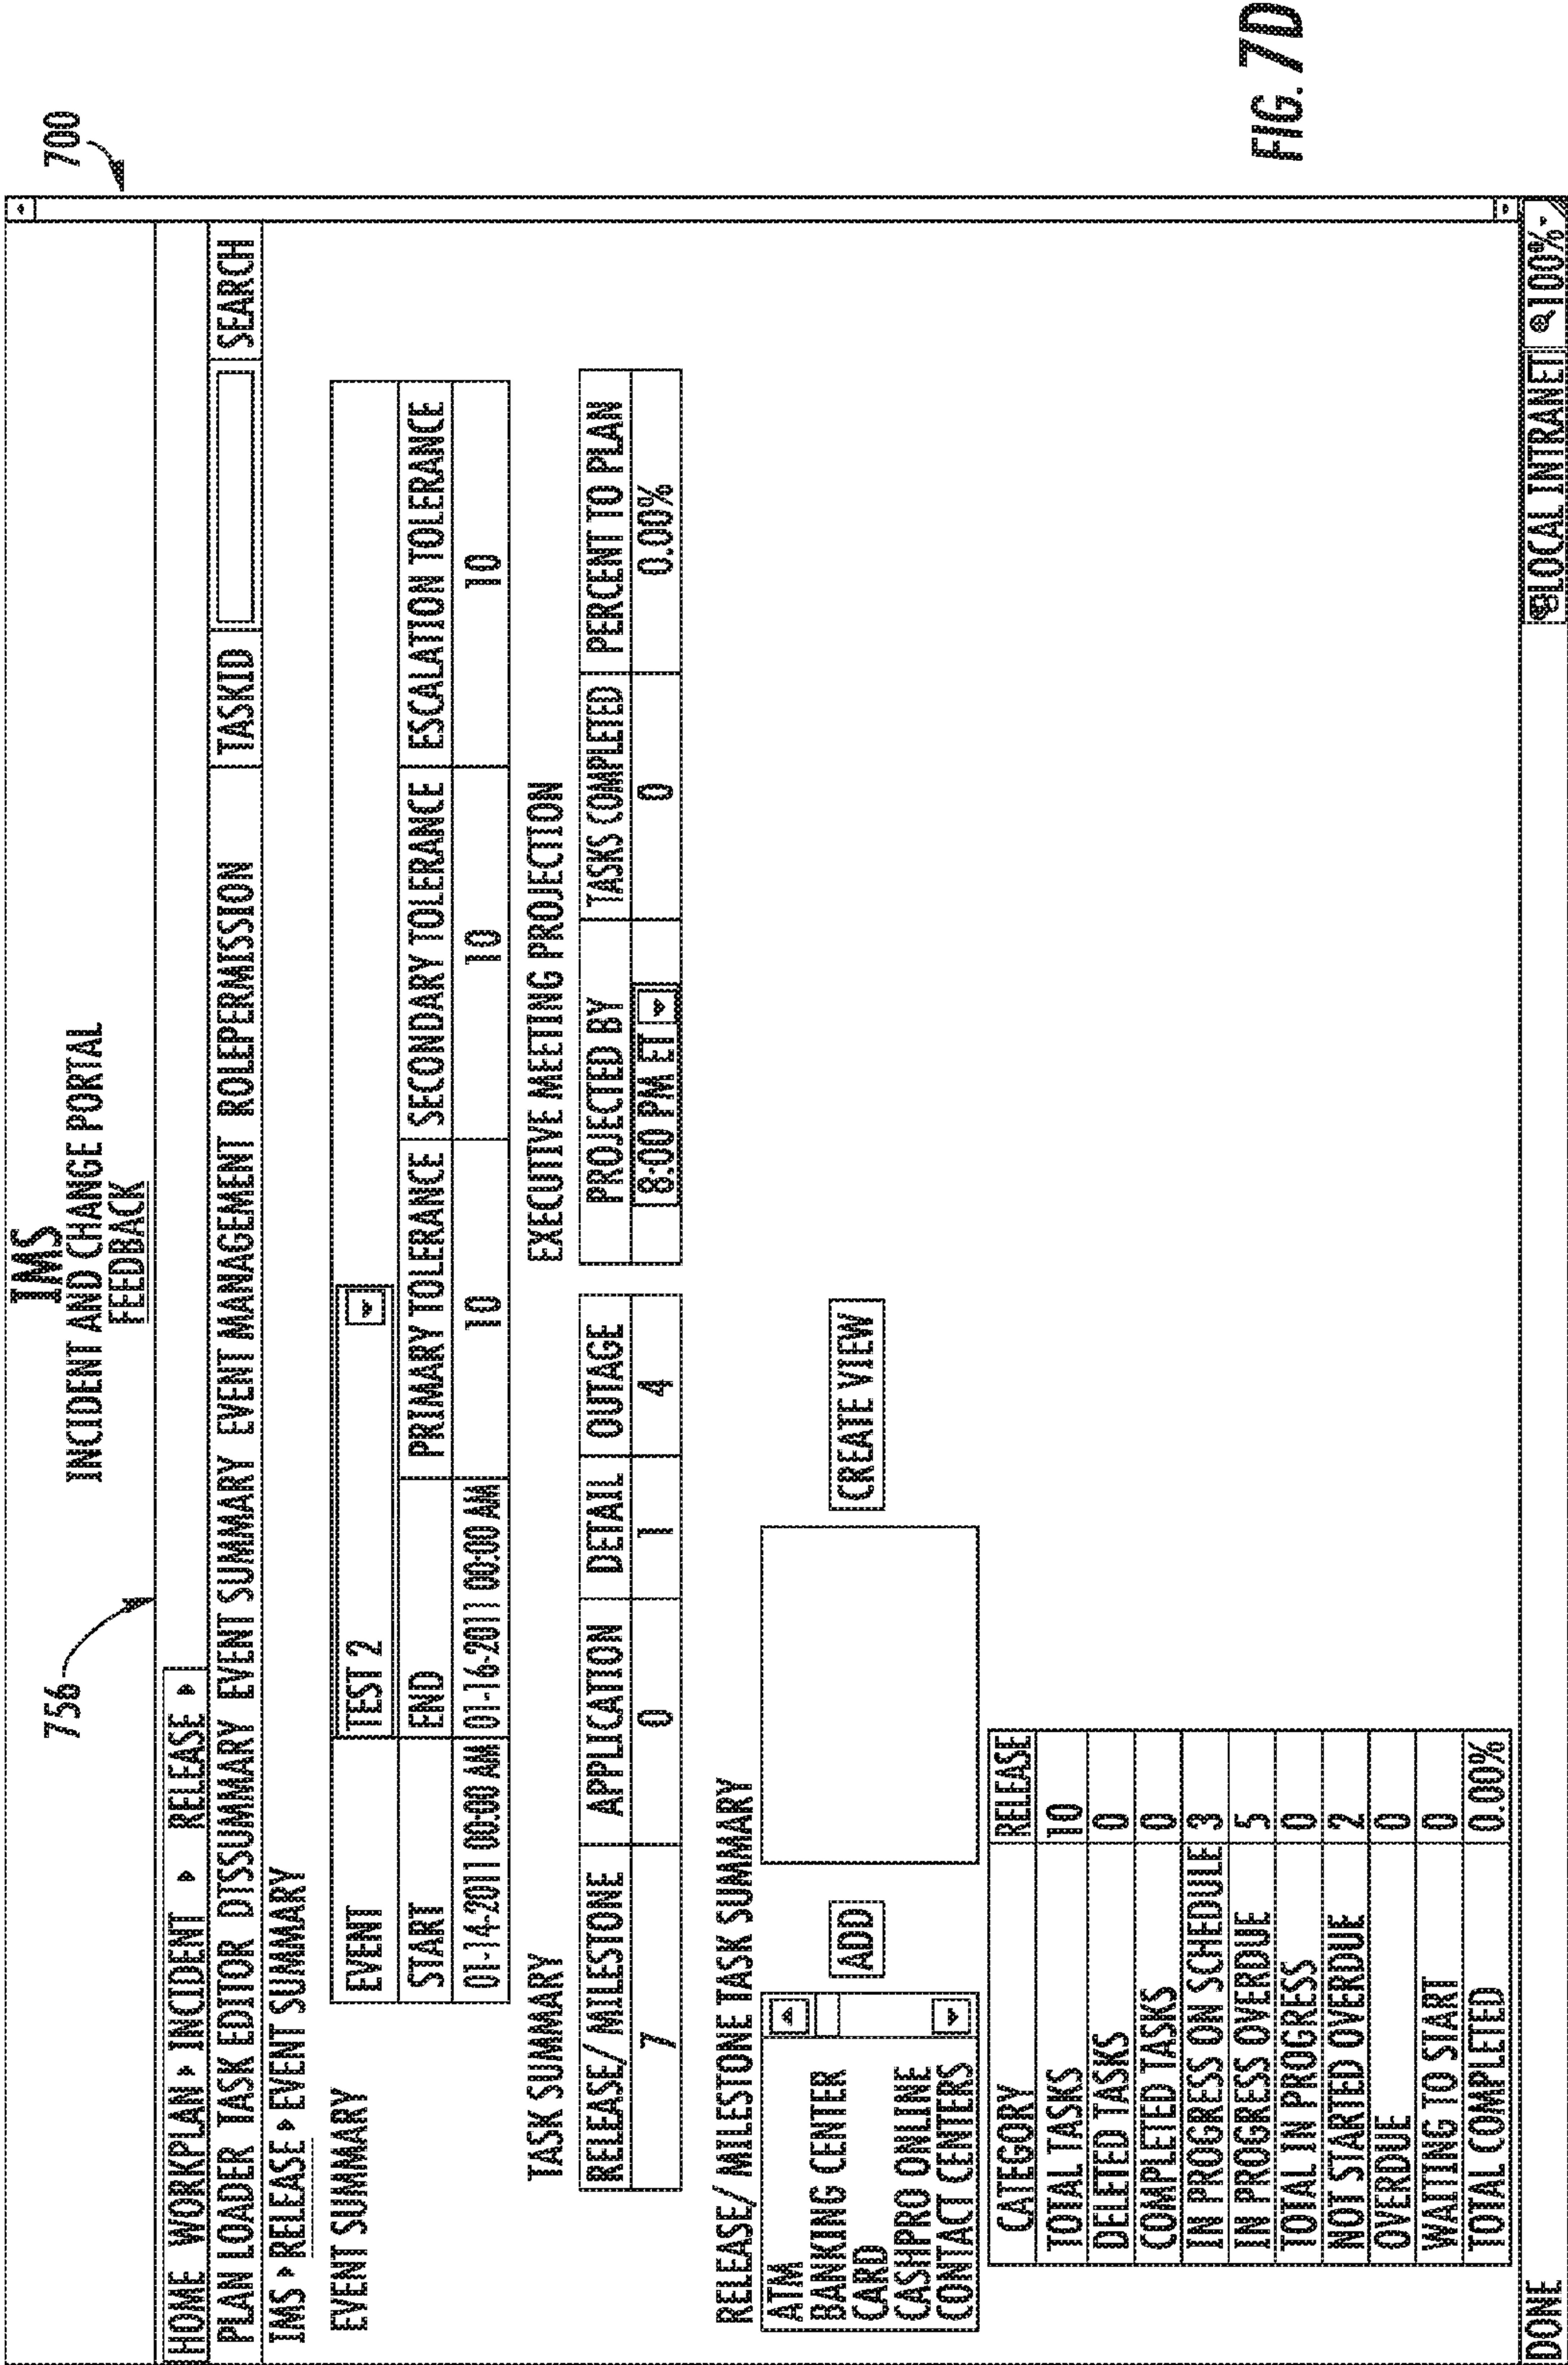 700
756
IMS
INCIDENT AND CHANGE PORTAL
FEEDBACK
HOME WORKPLAN INCIDENT RELEASE
PLAN LOADER TASK EDITOR DTSSUMMARY EVENT SUMMARY EVENT MANAGEMENT ROLEPERMISSION TASKID SEARCH
IMS RELEASE EVENT SUMMARY
EVENT SUMMARY
EVENT TEST 2
START END PRIMARY TOLERANCE SECONDARY TOLERANCE ESCALATION TOLERANCE
01-14-2011 00:00 AM 01-16-2011 00:00 AM 10 10 10
TASK SUMMARY EXECUTIVE MEETING PROJECTION
RELEASE/ MILESTONE APPLICATION DETAIL OUTAGE PROJECTED BY TASKS COMPLETED PERCENT TO PLAN
7 0 1 4 8:00 PM ET 0 0.00%
RELEASE/ MILESTONE TASK SUMMARY
ATM
BANKING CENTER
CARD
CASHPRO ONLINE
CONTACT CENTERS
ADD
CREATE VIEW
CATEGORY RELEASE
TOTAL TASKS 10
DELETED TASKS 0
COMPLETED TASKS 0
IN PROGRESS ON SCHEDULE 3
IN PROGRESS OVERDUE 5
TOTAL IN PROGRESS 0
NOT STARTED OVERDUE 2
OVERDUE 0
WAITING TO START 0
TOTAL COMPLETED 0.00%
DONE LOCAL INTRANET 100%
FIG. 7D